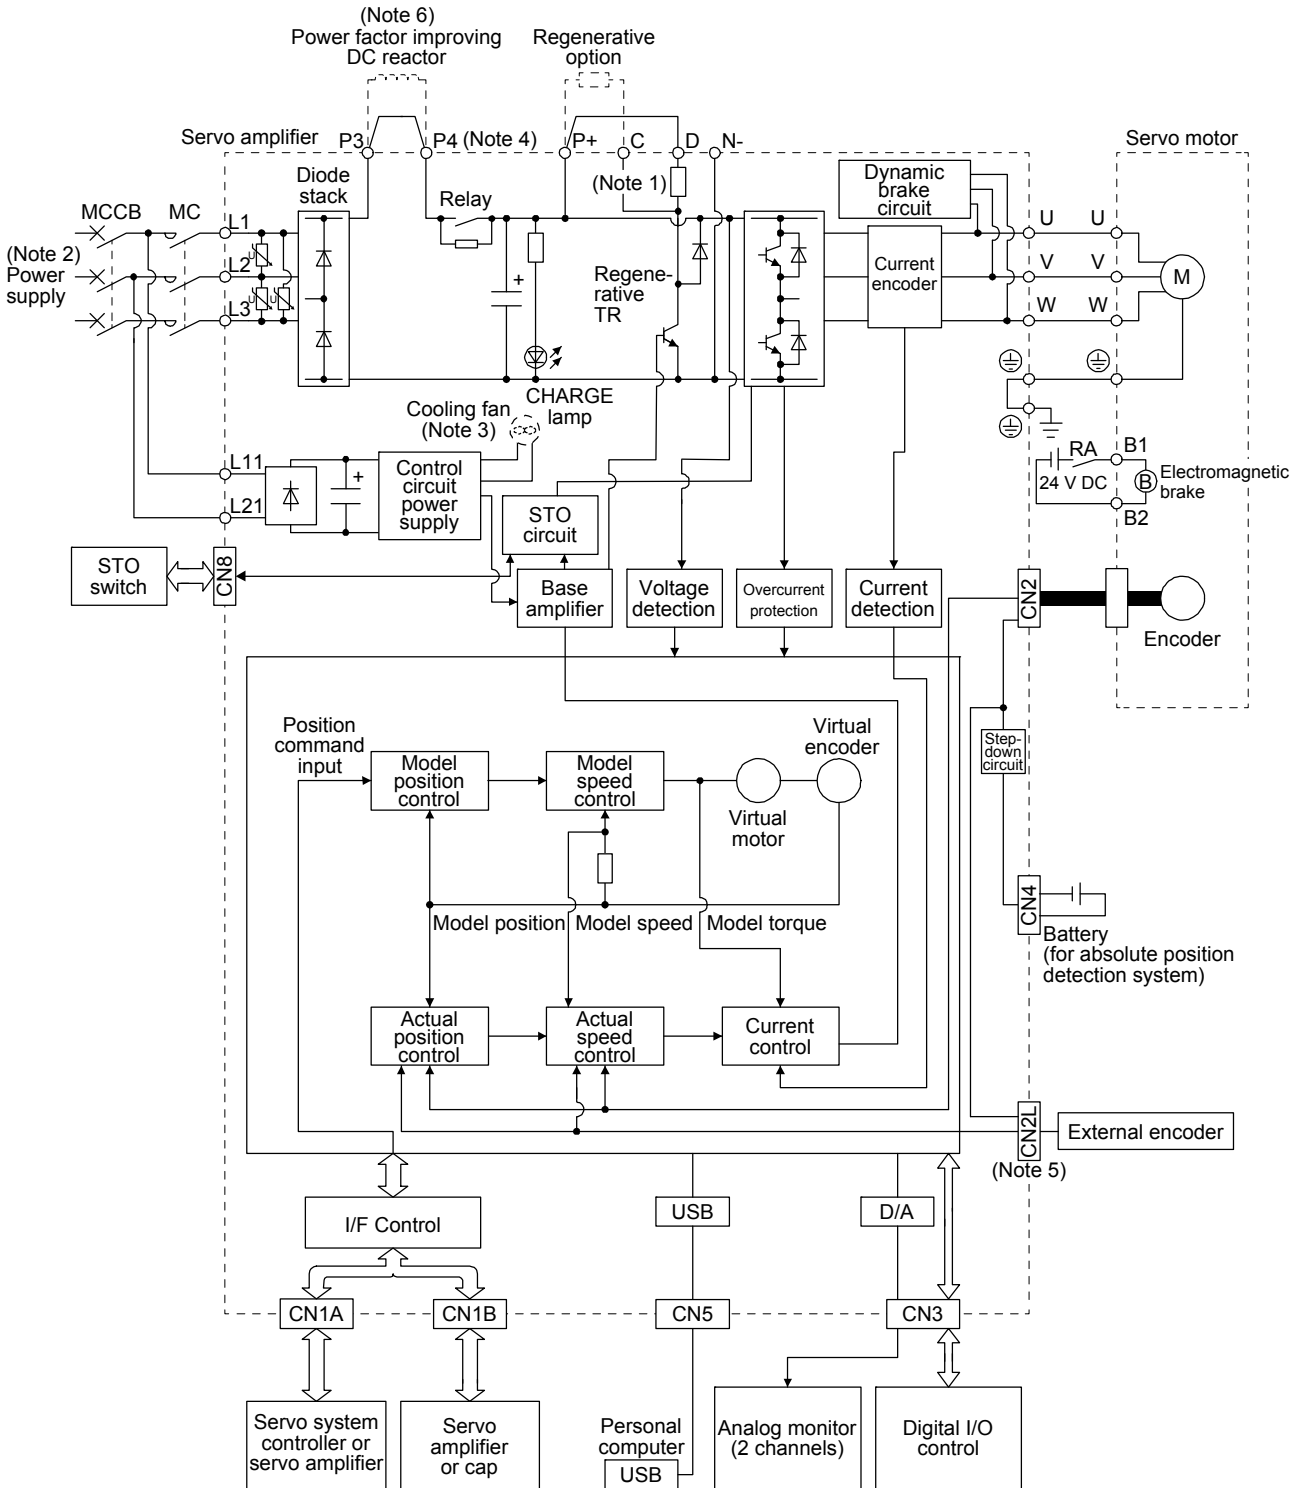 (Note 6)
Power factor improving
DC reactor
Regenerative
option
Servo amplifier
P3
P4
(Note 4)
P+
C
D
N-
Servo motor
Diode
stack
(Note 1)
Dynamic
brake
circuit
MCCB
MC
L1
Relay
U
U
(Note 2)
Power
supply
L2
U
Regene-
rative
TR
+
Current
encoder
V
V
M
L3
U
U
W
W
CHARGE
lamp
Cooling fan
(Note 3)
L11
+
Control
circuit
power
supply
L21
RA
24 V DC
B1
B
Electromagnetic
brake
B2
STO
circuit
STO
switch
CN8
Base
amplifier
Voltage
detection
Overcurrent
protection
Current
detection
CN2
Encoder
Position
command
input
Virtual
encoder
Step-
down
circuit
Model
position
control
Model
speed
control
Virtual
motor
CN4
Model position
Model speed
Model torque
Battery
(for absolute position
detection system)
Actual
position
control
Actual
speed
control
Current
control
CN2L
External encoder
(Note 5)
I/F Control
USB
D/A
CN1A
CN1B
CN5
CN3
Servo system
controller or
servo amplifier
Servo
amplifier
or cap
Personal
computer
USB
Analog monitor
(2 channels)
Digital I/O
control